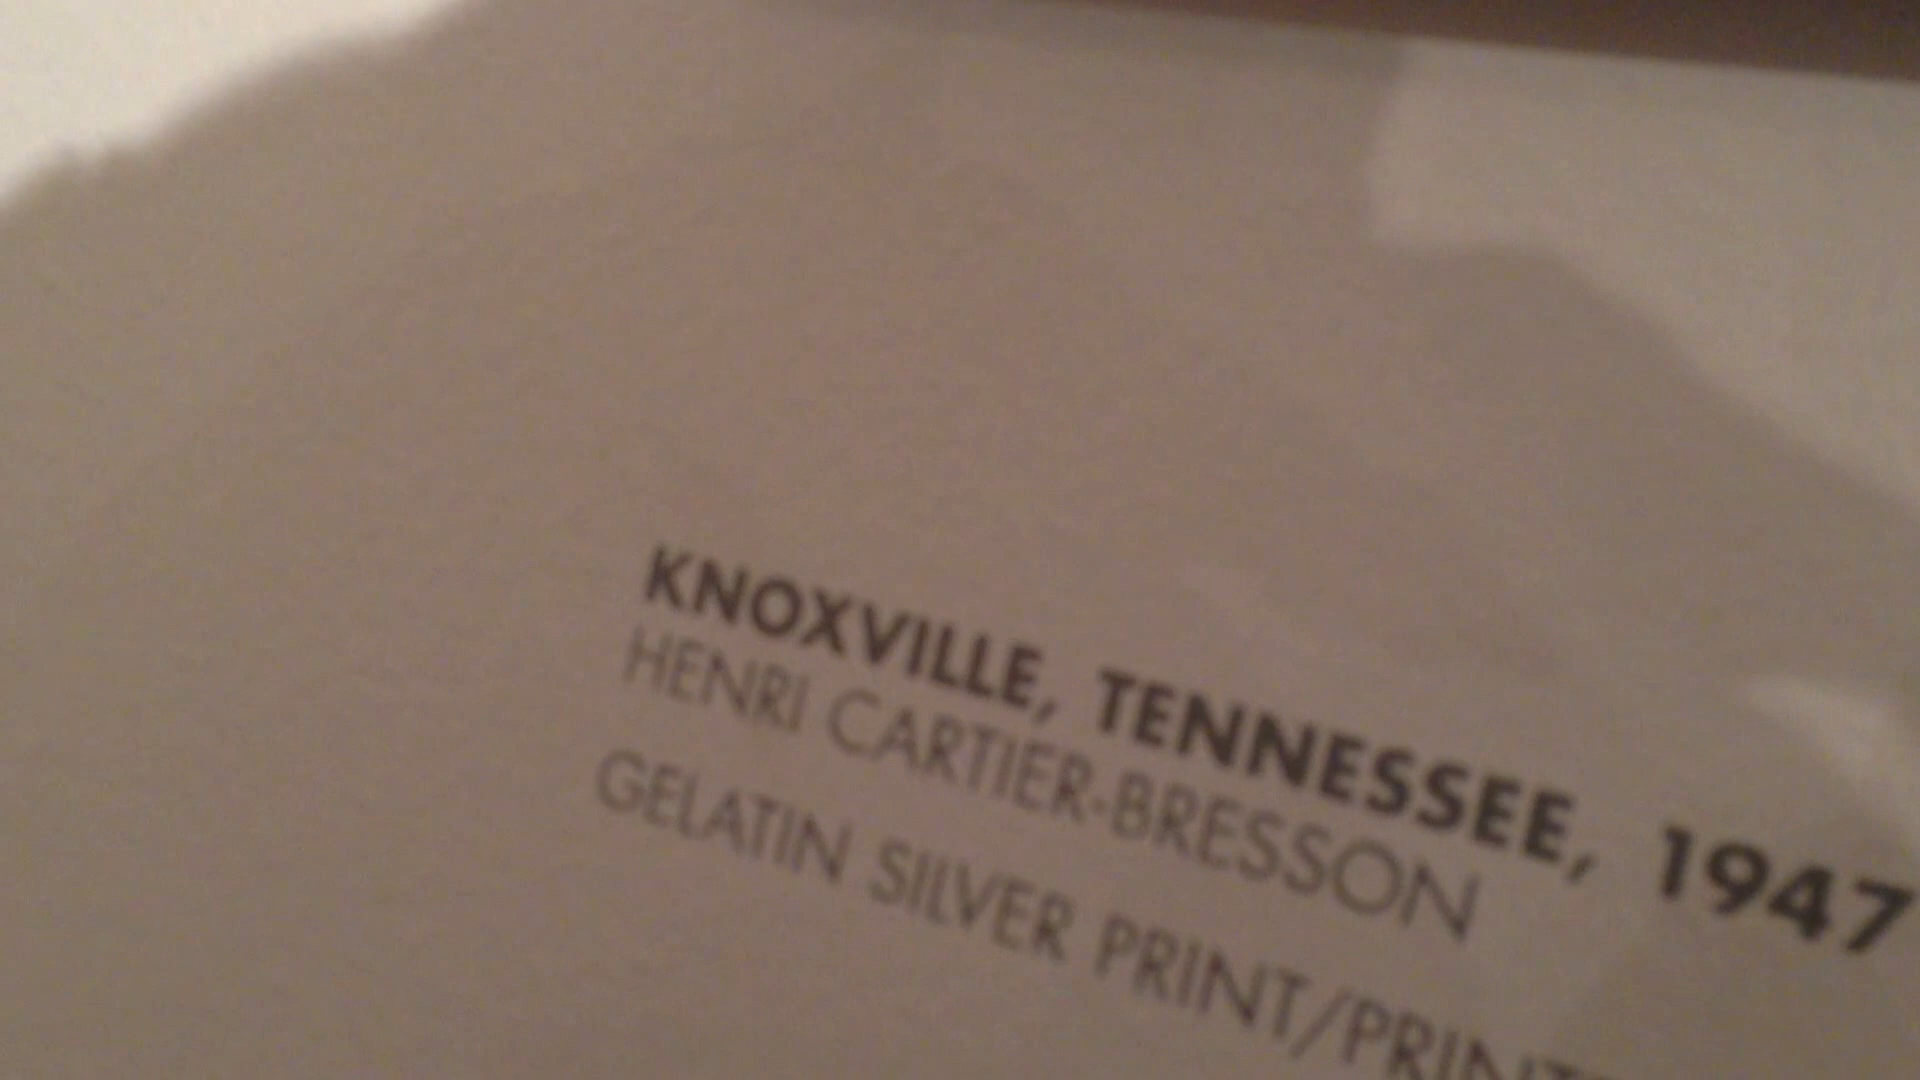 KNOXVILLE, TENNESSEE, 1947
HENRI CARTIER-BRESSON
GELATIN SILVER PRINT/